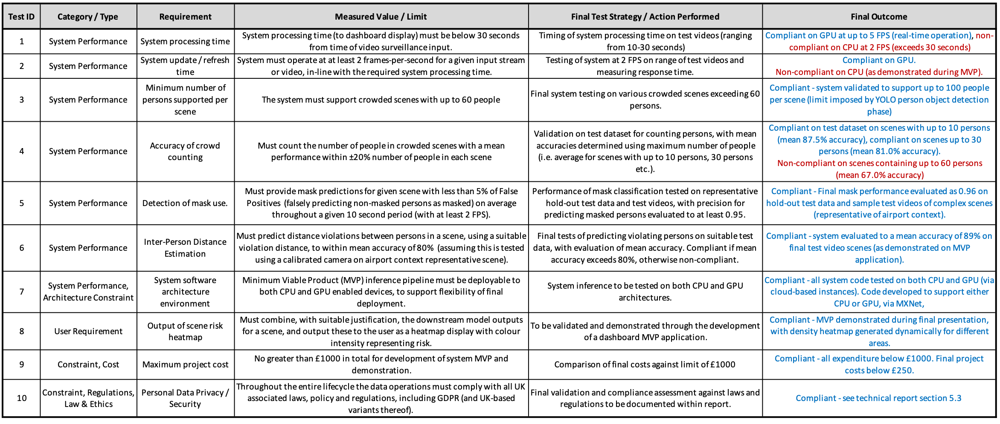 Test ID
Category / Type
Requirement
Measured Value / Limit
Final Test Strategy / Action Performed
Final Outcome
1
System Performance
System processing time
System processing time (to dashboard display) must be below 30 seconds
from time of video surveillance input.
Timing of system processing time on test videos (ranging
from 10-30 seconds)
Compliant on GPU at up to 5 FPS (real-time operation), non-
compliant on CPU at 2 FPS (exceeds 30 seconds)
2
System Performance
System update / refresh
time
System must operate at at least 2 frames-per-second for a given input stream
or video, in-line with the required system processing time.
Testing of system at 2 FPS on range of test videos and
measuring response time.
Compliant on GPU.
Non-compliant on CPU (as demonstrated during MVP).
3
System Performance
Minimum number of
persons supported per
scene
The system must support crowded scenes with up to 60 people
Final system testing on various crowded scenes exceeding 60
persons.
Compliant - system validated to support up to 100 people
per scene (limit imposed by YOLO person object detection
phase)
4
System Performance
Accuracy of crowd
counting
Must count the number of people in crowded scenes with a mean
performance within ±20% number of people in each scene
Validation on test dataset for counting persons, with mean
accuracies determined using maximum number of people
(i.e. average for scenes with up to 10 persons, 30 persons
etc.).
Compliant on test dataset on scenes with up to 10 persons
(mean 87.5% accuracy), compliant on scenes up to 30
persons (mean 81.0% accuracy).
Non-compliant on scenes containing up to 60 persons
(mean 67.0% accuracy)
5
System Performance
Detection of mask use.
Must provide mask predictions for given scene with less than 5% of False
Positives (falsely predicting non-masked persons as masked) on average
throughout a given 10 second period (with at least 2 FPS).
Performance of mask classification tested on representative
hold-out test data and test videos, with precision for
predicting masked persons evaluated to at least 0.95.
Compliant - Final mask performance evaluated as 0.96 on
hold-out test data and sample test videos of complex scenes
(representative of airport context).
6
System Performance
Inter-Person Distance
Estimation
Must predict distance violations between persons in a scene, using a suitable
violation distance, to within mean accuracy of 80% (assuming this is tested
using a calibrated camera on airport context representative scene).
Final tests of predicting violating persons on suitable test
data, with evaluation of mean accuracy. Compliant if mean
accuracy exceeds 80%, otherwise non-compliant.
Compliant - system evaluated to a mean accuracy of 89% on
final test video scenes (as demonstrated on MVP
application).
7
System Performance,
Architecture Constraint
System software
architecture
environment
Minimum Viable Product (MVP) inference pipeline must be deployable to
both CPU and GPU enabled devices, to support flexibility of final
deployment.
System inference to be tested on both CPU and GPU
architectures.
Compliant - all system code tested on both CPU and GPU (via
cloud-based instances). Code developed to support either
CPU or GPU, via MXNet,
8
User Requirement
Output of scene risk
heatmap
Must combine, with suitable justification, the downstream model outputs
for a scene, and output these to the user as a heatmap display with colour
intensity representing risk.
To be validated and demonstrated through the development
of a dashboard MVP application.
Compliant - MVP demonstrated during final presentation,
with density heatmap generated dynamically for different
areas.
9
Constraint, Cost
Maximum project cost
No greater than £1000 in total for development of system MVP and
demonstration.
Comparison of final costs against limit of £1000
Compliant - all expenditure below £1000. Final project
costs below £250.
10
Constraint, Regulations,
Law & Ethics
Personal Data Privacy /
Security
Throughout the entire lifecycle the data operations must comply with all UK
associated laws, policy and regulations, including GDPR (and UK-based
variants thereof).
Final validation and compliance assessment against laws and
regulations to be documented within report.
Compliant - see technical report section 5.3